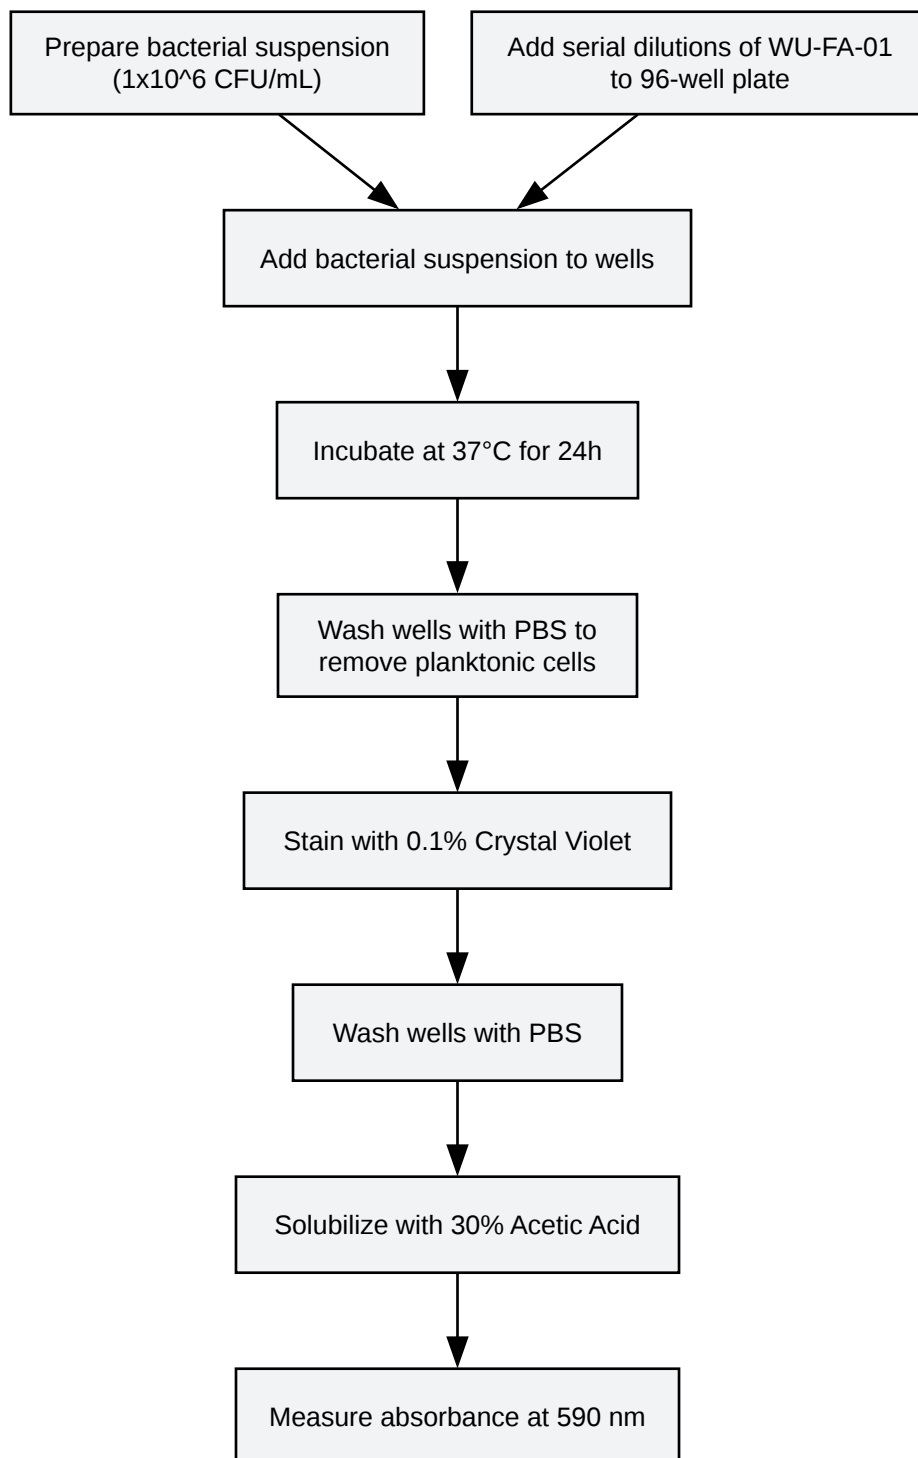 Prepare bacterial suspension
(1x10^6 CFU/mL)
Add serial dilutions of WU-FA-01
to 96-well plate
Add bacterial suspension to wells
Incubate at 37°C for 24h
Wash wells with PBS to
remove planktonic cells
Stain with 0.1% Crystal Violet
Wash wells with PBS
Solubilize with 30% Acetic Acid
Measure absorbance at 590 nm